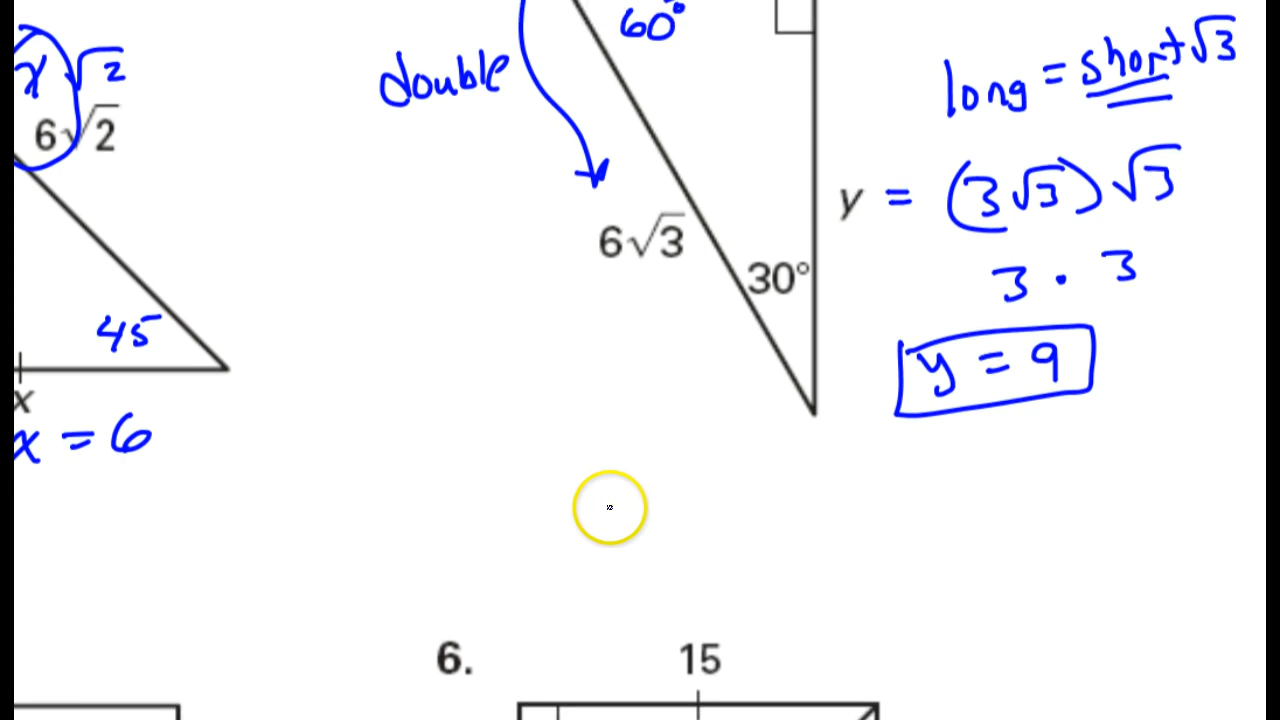 x√2
6√2
45
x
x = 6
double
60°
6√3
30°
long = short√3
y = (3√3)√3
3 · 3
y = 9
6.
15